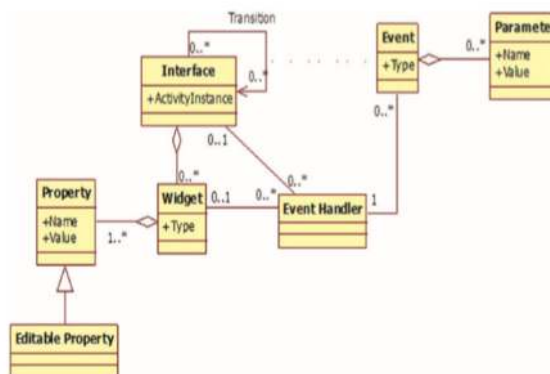 Transition
0..*
0..*
Interface
+ActivityInstance
Event
+Type
0..*
Parameter
+Name
+Value
0..1
0..*
0..*
0..*
Property
+Name
+Value
1..*
Widget
+Type
0..1
0..*
Event Handler
1
Editable Property